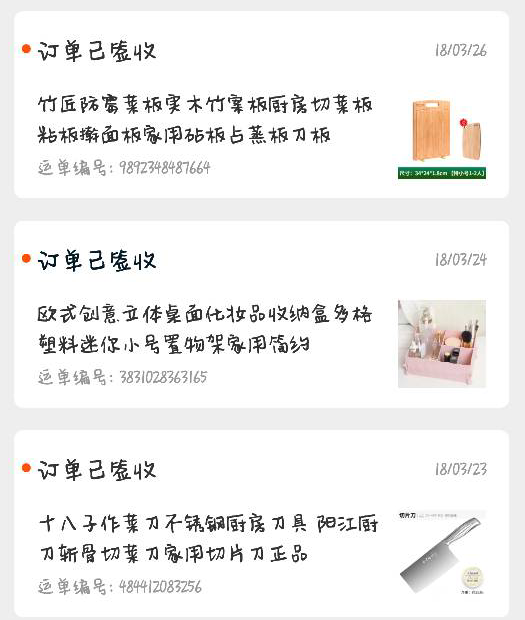 订单已签收
18/03/26
竹匠防霉菜板实木竹案板厨房切菜板
粘板擀面板家用砧板占蒸板刀板
运单编号: 9892348487664
尺寸: 34*24*1.8cm 【特小号1-2人】
订单已签收
18/03/24
欧式创意立体桌面化妆品收纳盒多格
塑料迷你小号置物架家用简约
运单编号: 3831028363165
订单已签收
18/03/23
十八子作菜刀不锈钢厨房刀具 阳江厨
刀斩骨切菜刀家用切片刀正品
运单编号: 484412083256
切片刀